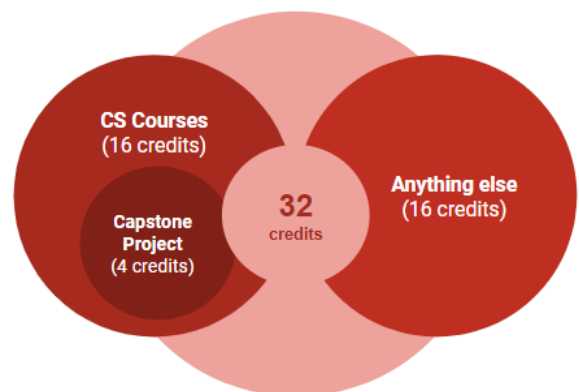 CS Courses
(16 credits)
Capstone
Project
(4 credits)
32
credits
Anything else
(16 credits)